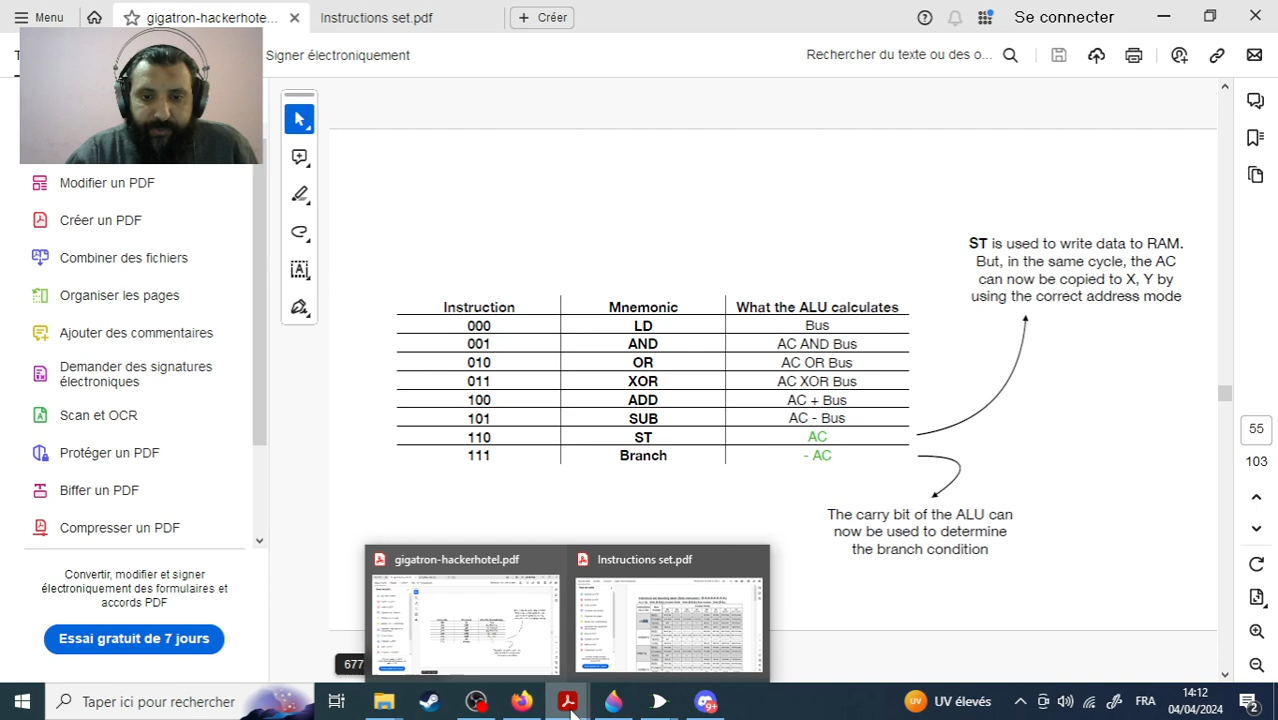 Menu
gigatron-hackerhote...
Instructions set.pdf
Créer
Se connecter
Signer électroniquement
Rechercher du texte ou des o...
Modifier un PDF
Créer un PDF
Combiner des fichiers
Organiser les pages
Ajouter des commentaires
Demander des signatures
électroniques
Scan et OCR
Protéger un PDF
Biffer un PDF
Compresser un PDF
Convertir, modifier et signer
électroniquement des formulaires et
accords PDF
Essai gratuit de 7 jours
ST is used to write data to RAM.
But, in the same cycle, the AC
can now be copied to X, Y by
using the correct address mode
Instruction Mnemonic What the ALU calculates
000 LD Bus
001 AND AC AND Bus
010 OR AC OR Bus
011 XOR AC XOR Bus
100 ADD AC + Bus
101 SUB AC - Bus
110 ST AC
111 Branch - AC
The carry bit of the ALU can
now be used to determine
the branch condition
55
103
gigatron-hackerhotel.pdf
Instructions set.pdf
677
Taper ici pour rechercher
9+
UV
UV élevés
FRA
14:12
04/04/2024
2